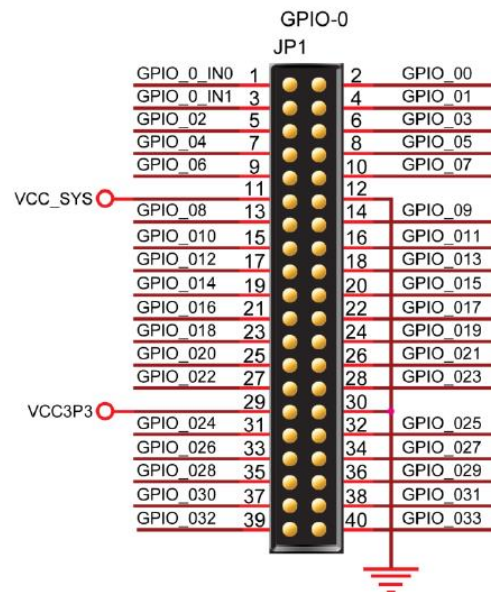 GPIO-0
JP1
GPIO_0_IN0 1 2 GPIO_00
GPIO_0_IN1 3 4 GPIO_01
GPIO_02 5 6 GPIO_03
GPIO_04 7 8 GPIO_05
GPIO_06 9 10 GPIO_07
VCC_SYS 11 12
GPIO_08 13 14 GPIO_09
GPIO_010 15 16 GPIO_011
GPIO_012 17 18 GPIO_013
GPIO_014 19 20 GPIO_015
GPIO_016 21 22 GPIO_017
GPIO_018 23 24 GPIO_019
GPIO_020 25 26 GPIO_021
GPIO_022 27 28 GPIO_023
VCC3P3 29 30
GPIO_024 31 32 GPIO_025
GPIO_026 33 34 GPIO_027
GPIO_028 35 36 GPIO_029
GPIO_030 37 38 GPIO_031
GPIO_032 39 40 GPIO_033